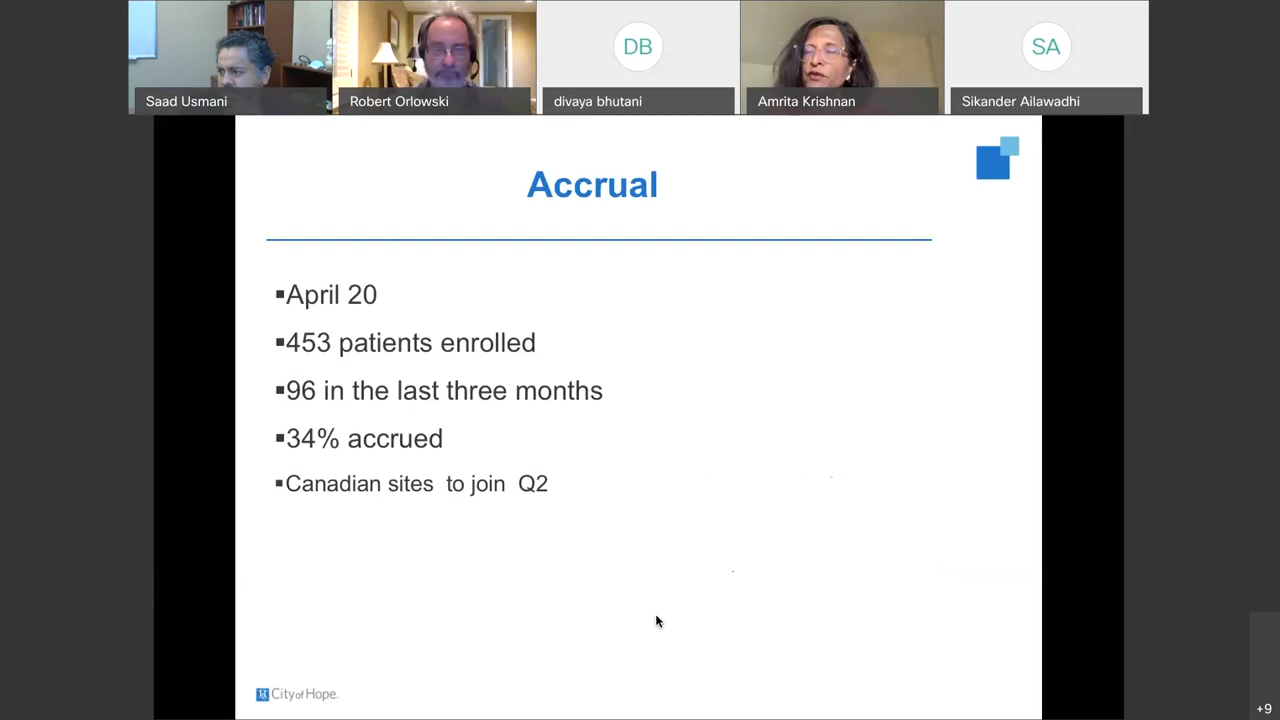 DB
SA
Saad Usmani
Robert Orlowski
divaya bhutani
Amrita Krishnan
Sikander Ailawadhi
Accrual
▪April 20
▪453 patients enrolled
▪96 in the last three months
▪34% accrued
▪Canadian sites to join Q2
City of Hope.
+9